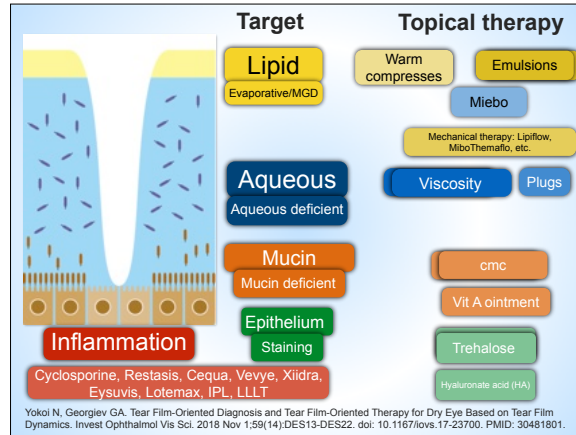 Target
Topical therapy
Lipid
Evaporative/MGD
Warm
compresses
Emulsions
Miebo
Mechanical therapy: Lipiflow,
MiboThemaflo, etc.
Aqueous
Aqueous deficient
Viscosity
Plugs
Mucin
Mucin deficient
cmc
Vit A ointment
Epithelium
Staining
Inflammation
Trehalose
Cyclosporine, Restasis, Cequa, Vevye, Xiidra,
Eysuvis, Lotemax, IPL, LLLT
Hyaluronate acid (HA)
Yokoi N, Georgiev GA. Tear Film-Oriented Diagnosis and Tear Film-Oriented Therapy for Dry Eye Based on Tear Film
Dynamics. Invest Ophthalmol Vis Sci. 2018 Nov 1;59(14):DES13-DES22. doi: 10.1167/iovs.17-23700. PMID: 30481801.